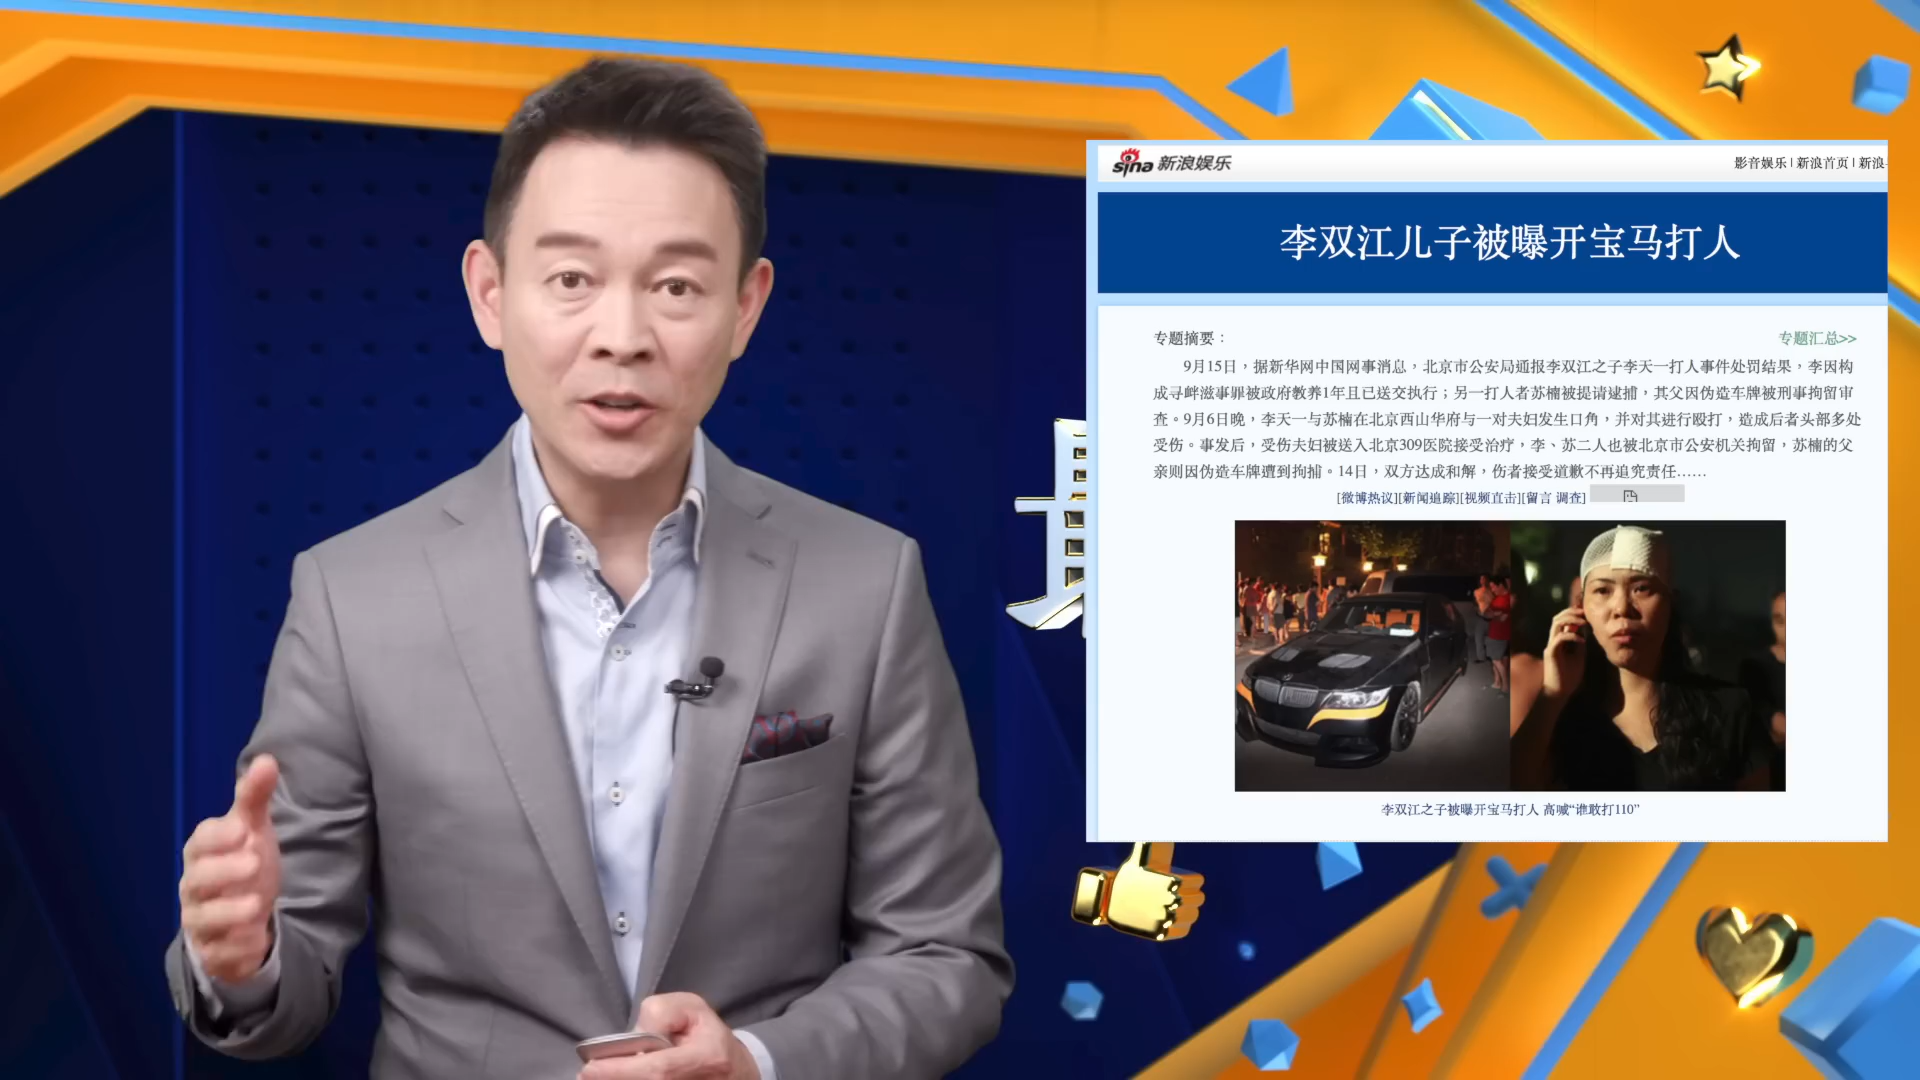 sina 新浪娱乐
影音娱乐 | 新浪首页 | 新浪
李双江儿子被曝开宝马打人
专题摘要：
专题汇总>>
9月15日，据新华网中国网事消息，北京市公安局通报李双江之子李天一打人事件处罚结果，李因构
成寻衅滋事罪被政府教养1年且已送交执行；另一打人者苏楠被提请逮捕，其父因伪造车牌被刑事拘留审
查。9月6日晚，李天一与苏楠在北京西山华府与一对夫妇发生口角，并对其进行殴打，造成后者头部多处
受伤。事发后，受伤夫妇被送入北京309医院接受治疗，李、苏二人也被北京市公安机关拘留，苏楠的父
亲则因伪造车牌遭到拘捕。14日，双方达成和解，伤者接受道歉不再追究责任……
[微博热议][新闻追踪][视频直击][留言 调查]
李双江之子被曝开宝马打人 高喊“谁敢打110”